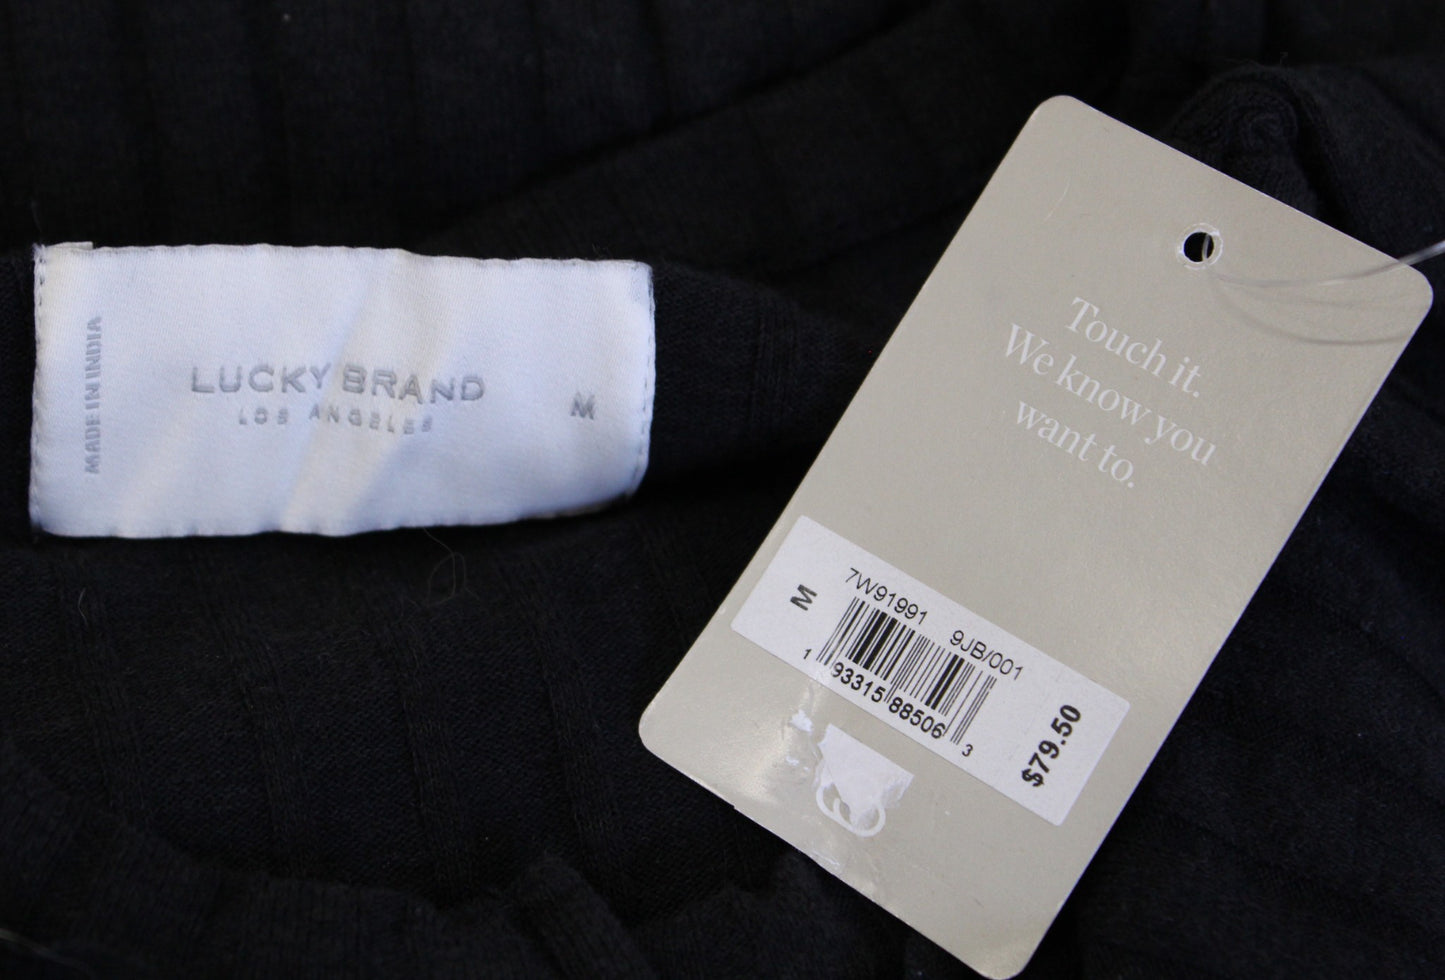 MADE IN INDIA
LUCKY BRAND
LOS ANGELES
M
Touch it.
We know you
want to.
M
7W91991 9JB/001
1 93315 88506 3
$79.50